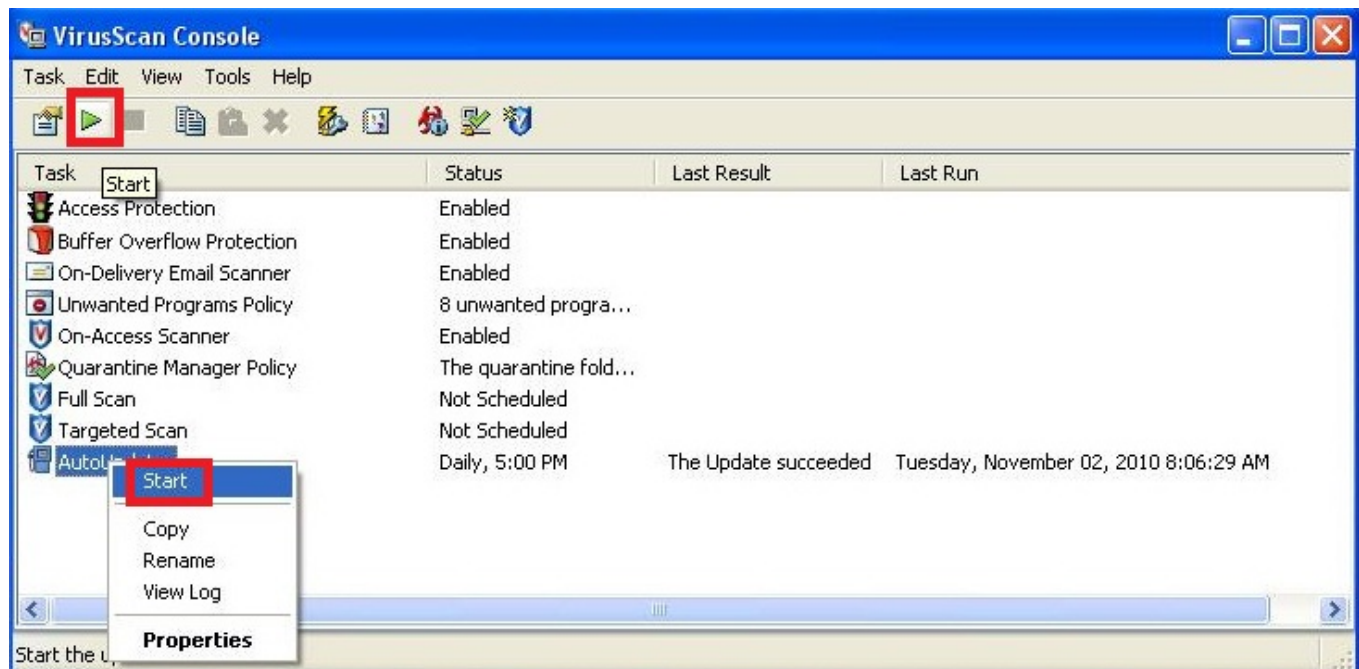 VirusScan Console
Task Edit View Tools Help
Task Status Last Result Last Run
Start
Access Protection Enabled
Buffer Overflow Protection Enabled
On-Delivery Email Scanner Enabled
Unwanted Programs Policy 8 unwanted progra...
On-Access Scanner Enabled
Quarantine Manager Policy The quarantine fold...
Full Scan Not Scheduled
Targeted Scan Not Scheduled
Daily, 5:00 PM The Update succeeded Tuesday, November 02, 2010 8:06:29 AM
Start
Copy
Rename
View Log
Properties
Start the